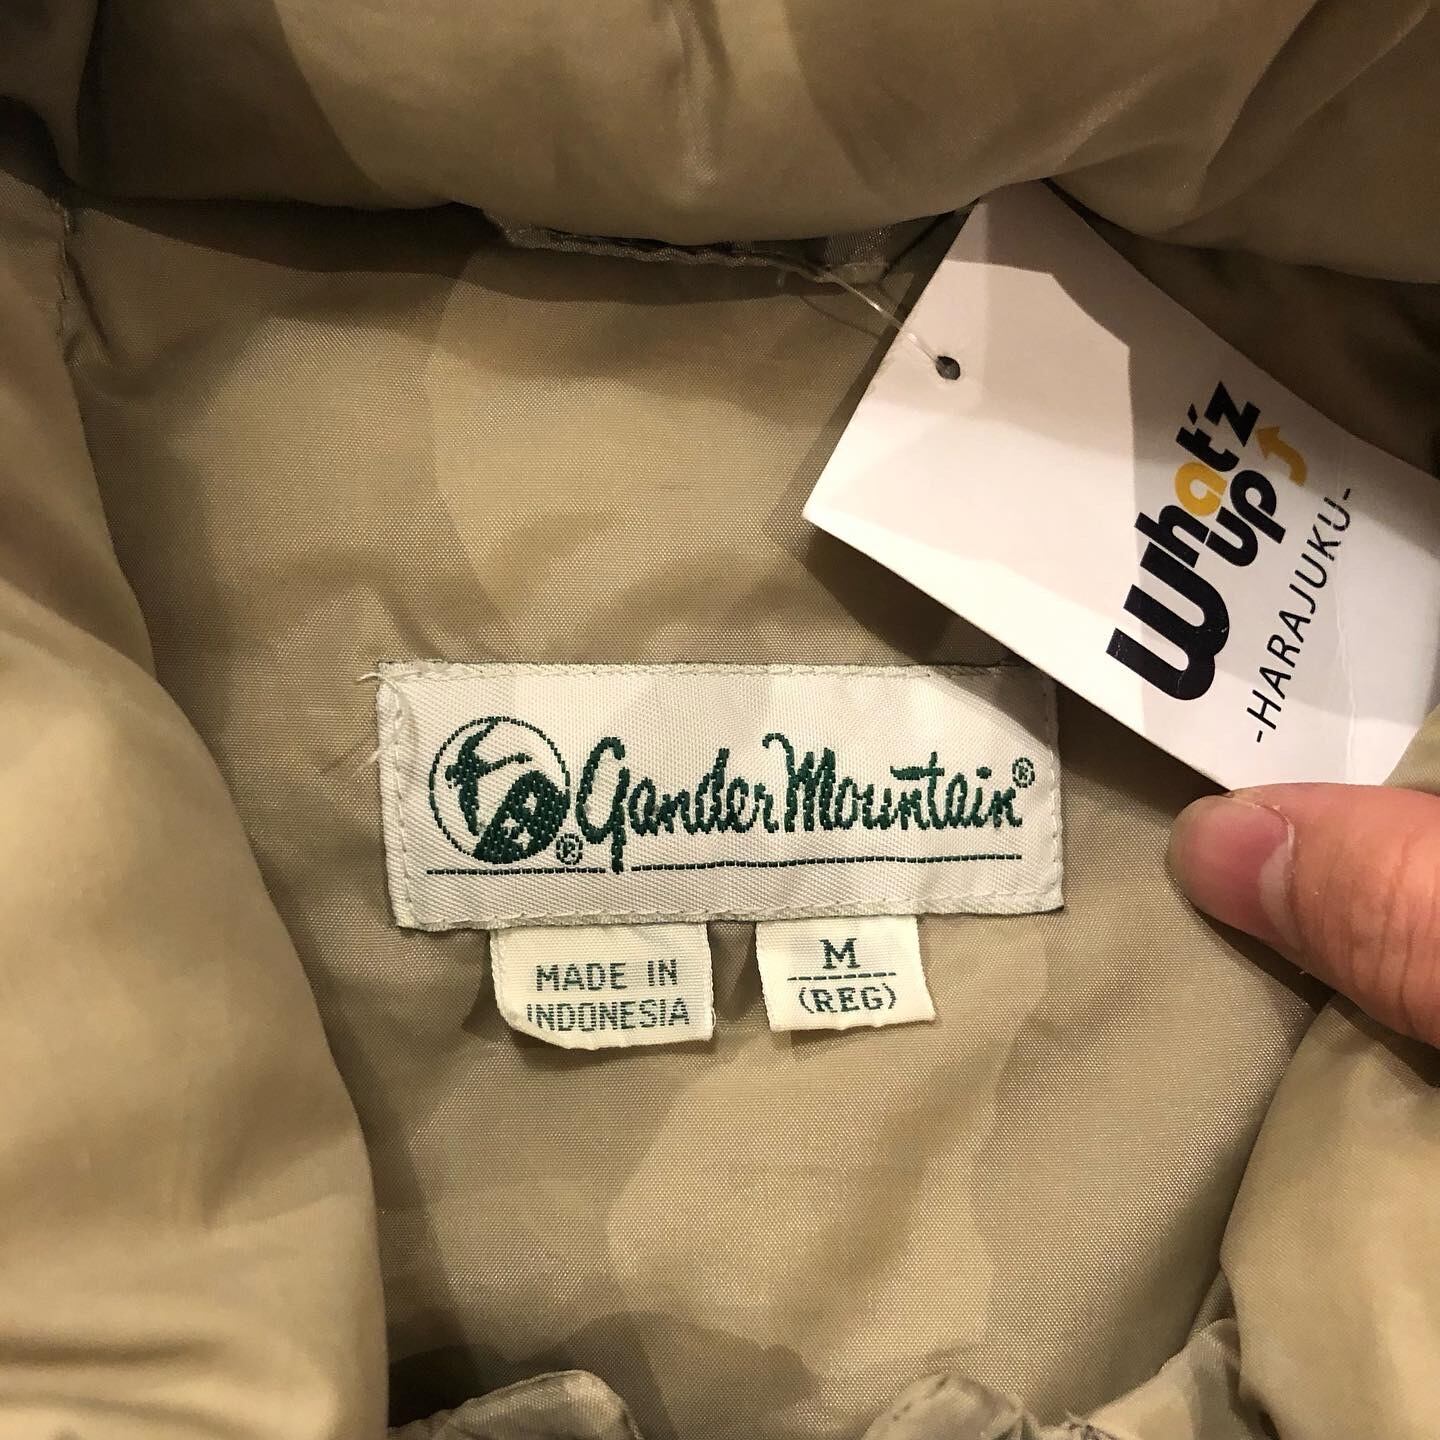 What'z
up
-HARAJUKU-
Gander Mountain®
®
MADE IN
INDONESIA
M
(REG)